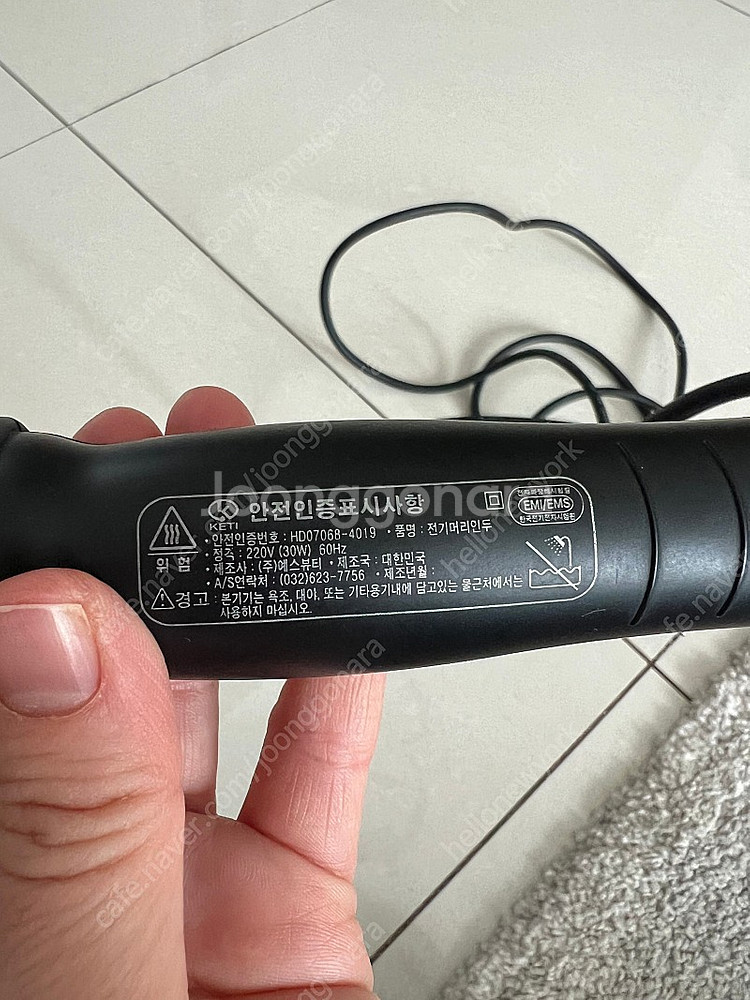 KETI 안전인증표시사항
• 안전인증번호 : HD07068-4019 • 품명 : 전기머리인두
• 정격 : 220V (30W) 60Hz
위 험
• 제조사 : (주)에스뷰티 • 제조국 : 대한민국
• A/S연락처 : (032)623-7756 • 제조년월 :
경고 : 본기기는 욕조, 대야, 또는 기타용기내에 담고있는 물근처에서는
사용하지 마십시오.
EMI/EMS
한국전기전자시험원
Joonggonara
cafe.naver.com/joonggonara
hellonewwork